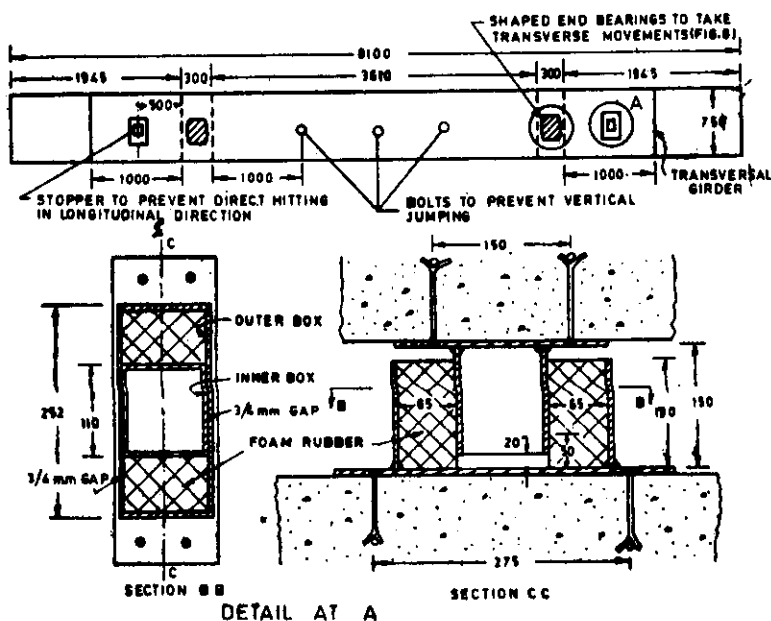 SHAPED END BEARINGS TO TAKE
TRANSVERSE MOVEMENTS (FIG.8)
8100
1945
300
3610
300
1945
500
A
750
1000
1000
1000
TRANSVERSAL
GIRDER
STOPPER TO PREVENT DIRECT HITTING
IN LONGITUDINAL DIRECTION
BOLTS TO PREVENT VERTICAL
JUMPING
C
150
OUTER BOX
INNER BOX
252
110
3/4 mm GAP
FOAM RUBBER
3/4 mm GAP
B
65
65
B
130
150
20
50
275
C
SECTION BB
SECTION CC
DETAIL AT A